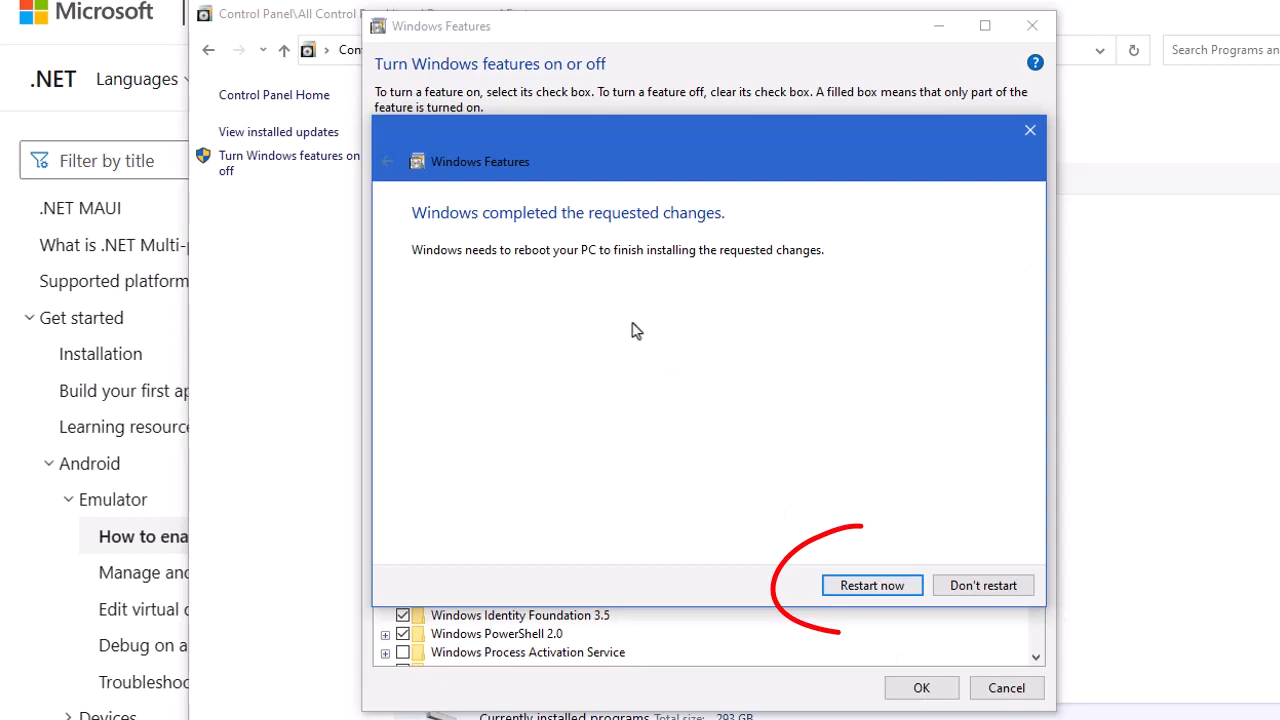 Microsoft
.NET
Languages
Filter by title
.NET MAUI
What is .NET Multi-
Supported platform
Get started
Installation
Build your first ap
Learning resource
Android
Emulator
How to ena
Manage and
Edit virtual
Debug on a
Troubleshoo
Devices
Control Panel\All Control
Con
Search Programs an
Control Panel Home
View installed updates
Turn Windows features on
off
Windows Features
Turn Windows features on or off
To turn a feature on, select its check box. To turn a feature off, clear its check box. A filled box means that only part of the
feature is turned on.
Windows Features
Windows completed the requested changes.
Windows needs to reboot your PC to finish installing the requested changes.
Restart now
Don't restart
Windows Identity Foundation 3.5
Windows PowerShell 2.0
Windows Process Activation Service
OK
Cancel
Currently installed programs Total size: 293 GB